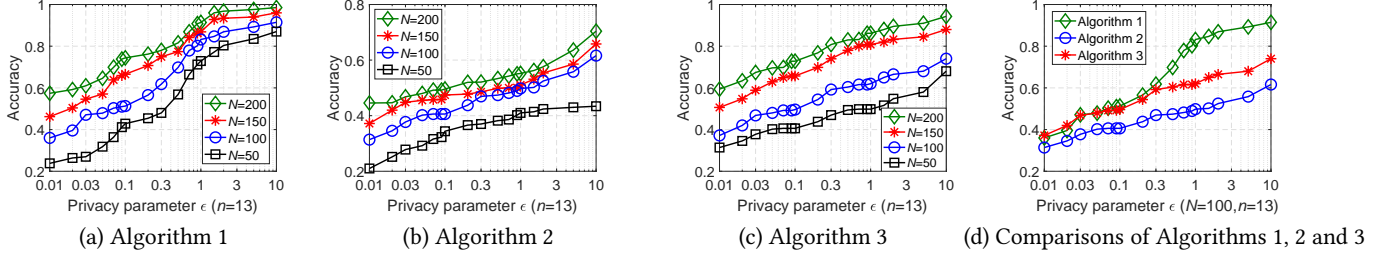 Accuracy
1
0.8
0.6
0.4
0.2
N=200
N=150
N=100
N=50
0.01 0.03 0.1 0.3 1 3 10
Privacy parameter ϵ (n=13)
(a) Algorithm 1
Accuracy
0.8
0.6
0.4
0.2
N=200
N=150
N=100
N=50
0.01 0.03 0.1 0.3 1 3 10
Privacy parameter ϵ (n=13)
(b) Algorithm 2
Accuracy
1
0.8
0.6
0.4
0.2
N=200
N=150
N=100
N=50
0.01 0.03 0.1 0.3 1 3 10
Privacy parameter ϵ (n=13)
(c) Algorithm 3
Accuracy
1
0.8
0.6
0.4
0.2
Algorithm 1
Algorithm 2
Algorithm 3
0.01 0.03 0.1 0.3 1 3 10
Privacy parameter ϵ (N=100,n=13)
(d) Comparisons of Algorithms 1, 2 and 3